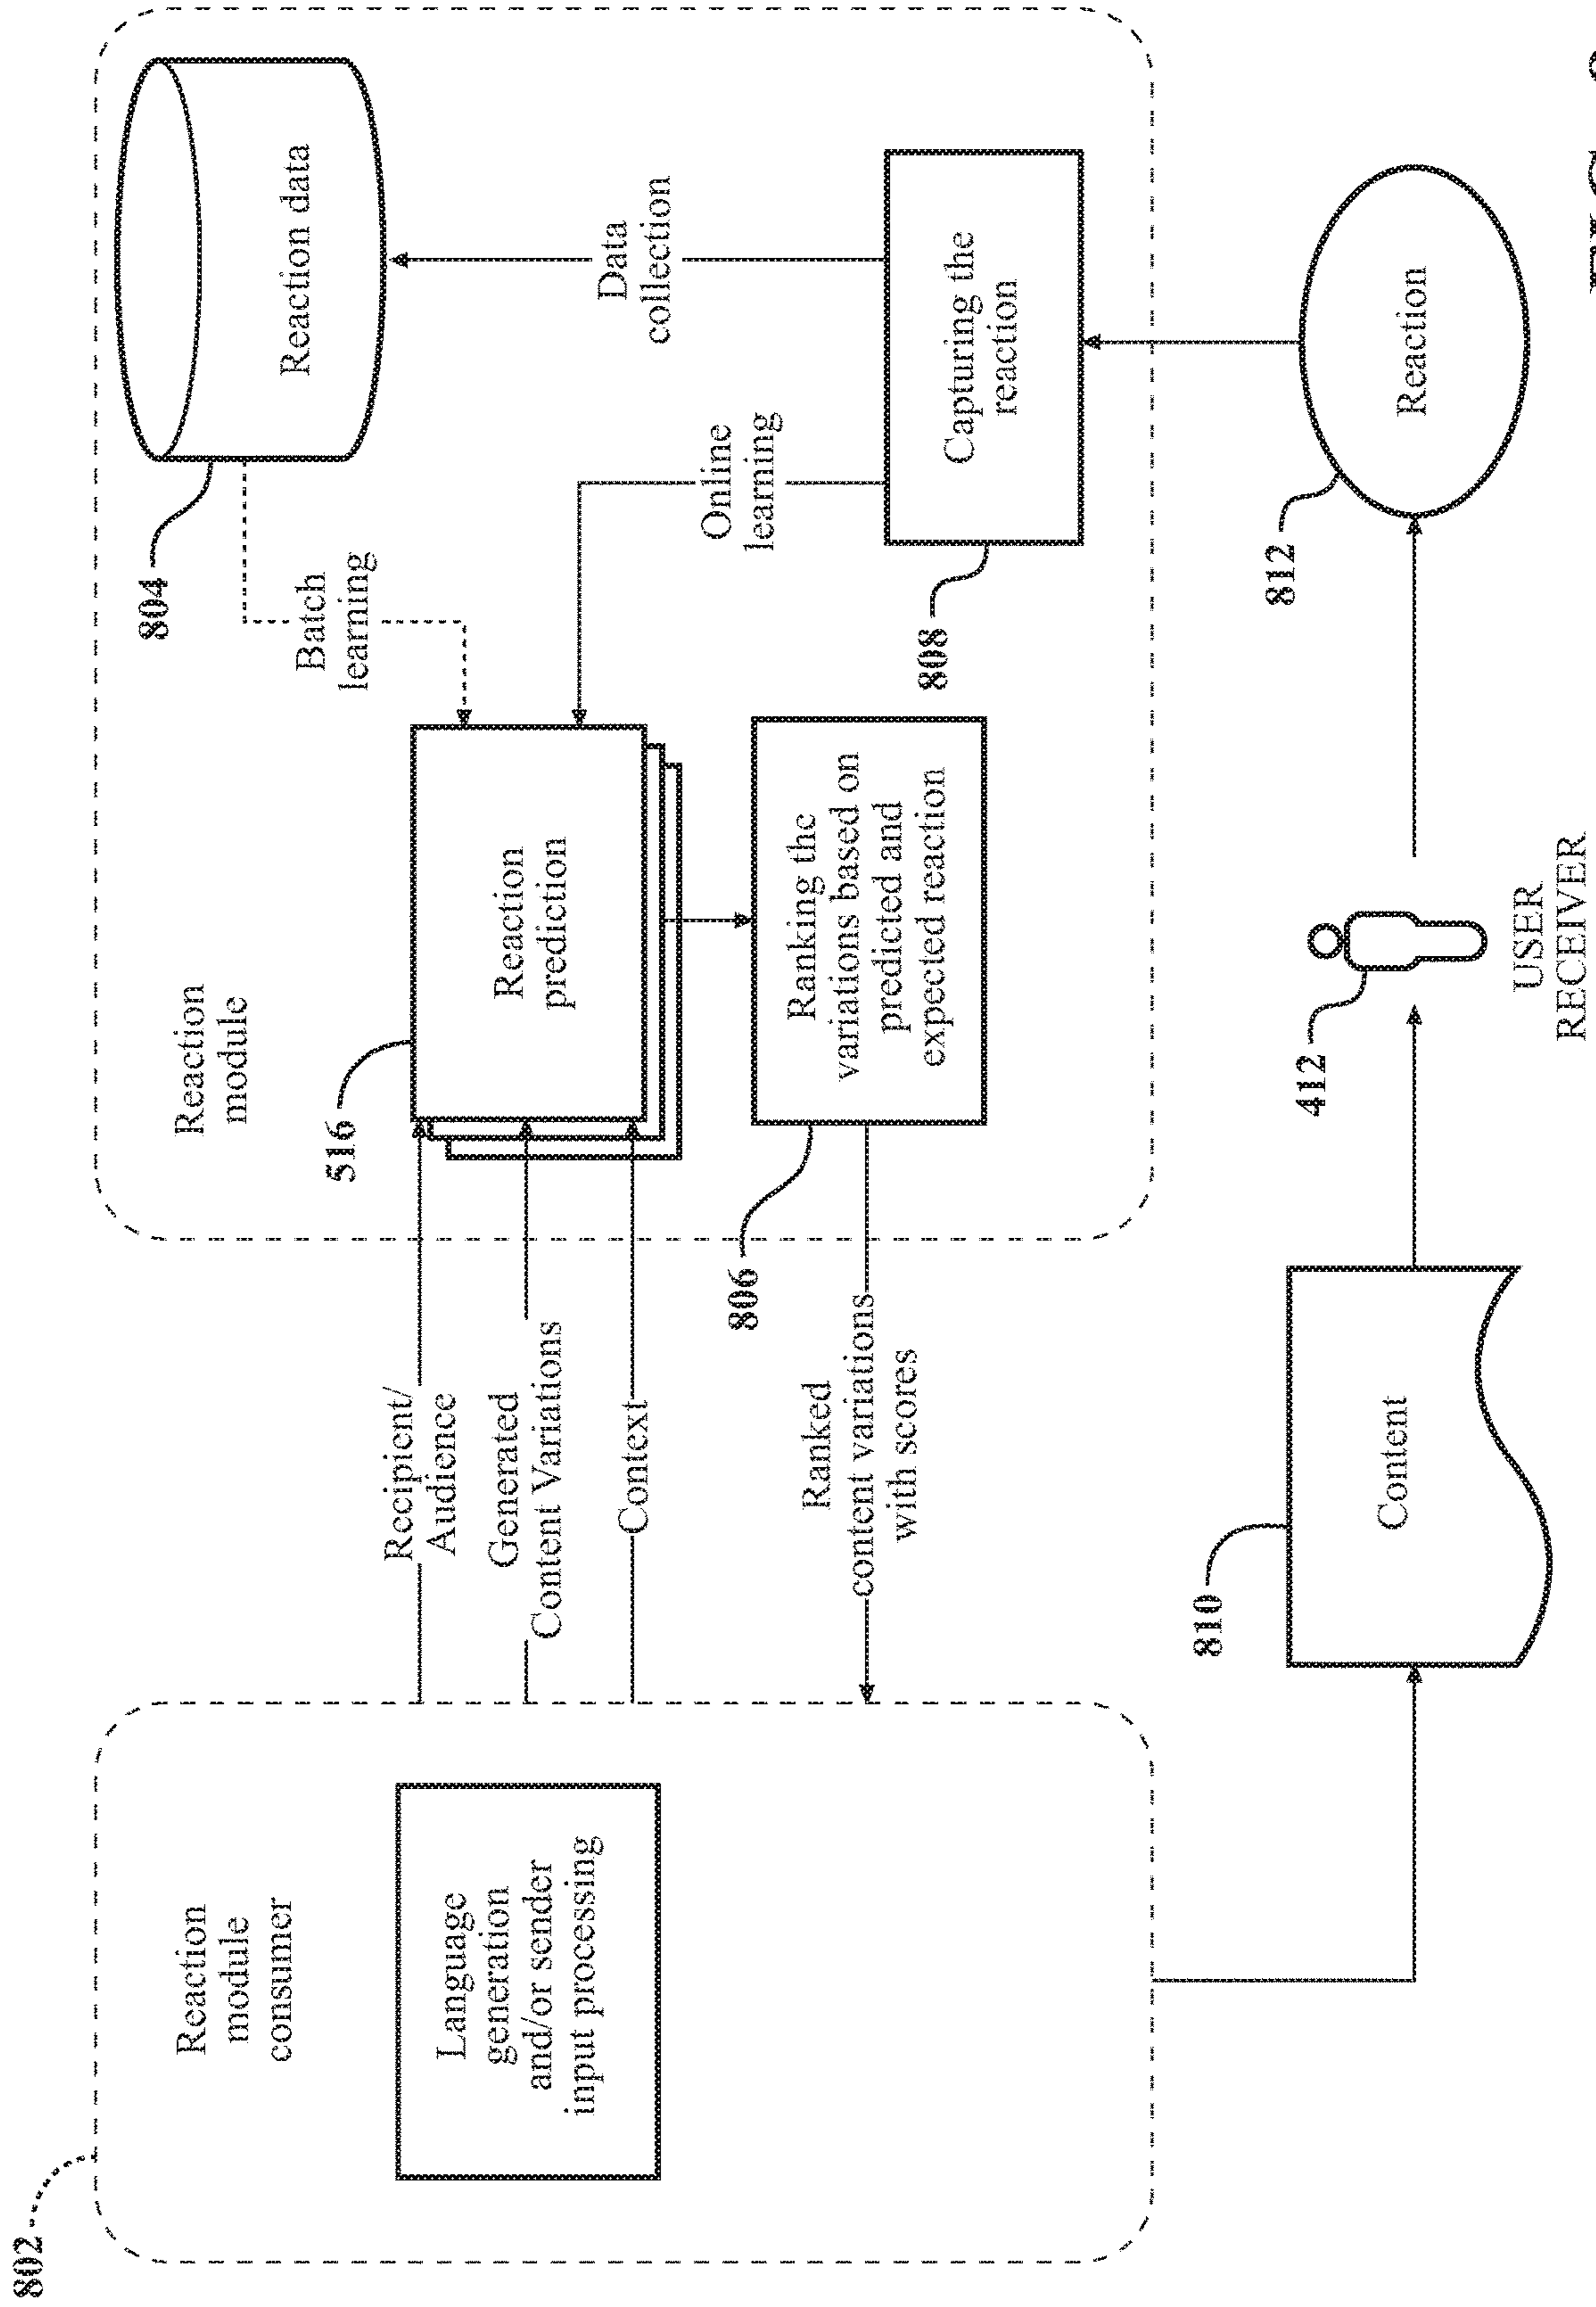 802
Reaction
module
consumer
Language
generation
and/or sender
input processing
Recipient/
Audience
Generated
Content Variations
Context
Ranked
content variations
with scores
Reaction
module
516
Reaction
prediction
806
Ranking the
variations based on
predicted and
expected reaction
Batch
learning
804
Reaction data
Online
learning
Data
collection
808
Capturing the
reaction
810
Content
412
USER
RECEIVER
812
Reaction